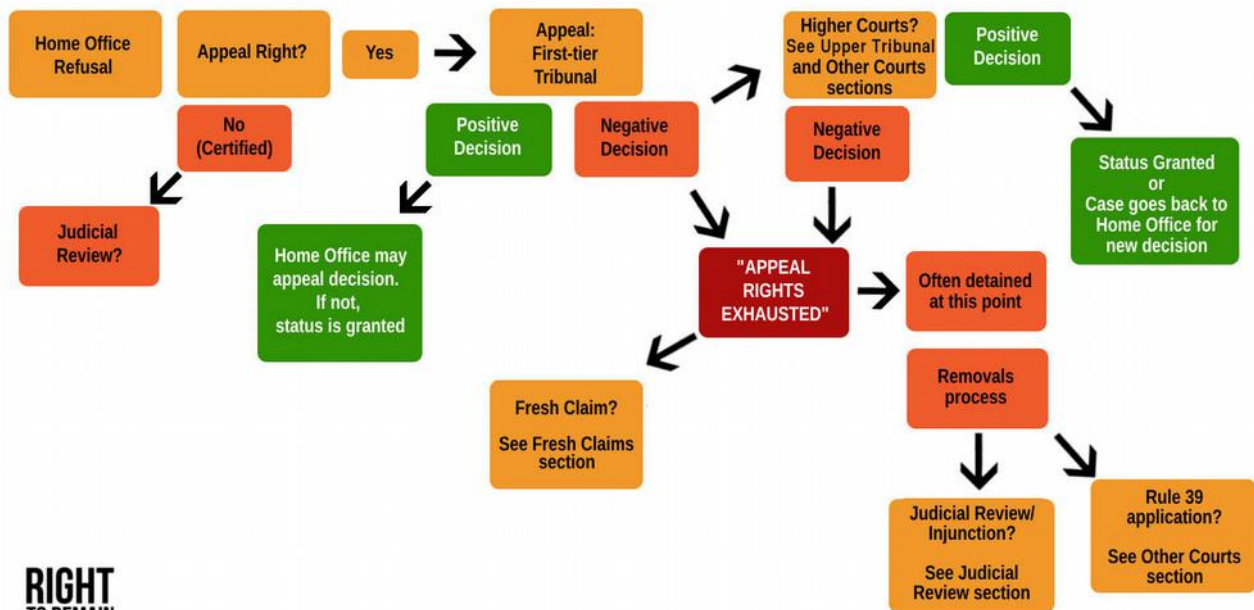 Home Office
Refusal
Appeal Right?
Yes
Appeal:
First-tier
Tribunal
Higher Courts?
See Upper Tribunal
and Other Courts
sections
Positive
Decision
No
(Certified)
Positive
Decision
Negative
Decision
Negative
Decision
Status Granted
or
Case goes back to
Home Office for
new decision
Judicial
Review?
Home Office may
appeal decision.
If not,
status is granted
"APPEAL
RIGHTS
EXHAUSTED"
Often detained
at this point
Removals
process
Fresh Claim?
See Fresh Claims
section
Judicial Review/
Injunction?
See Judicial
Review section
Rule 39
application?
See Other Courts
section
RIGHT
TO REMAIN